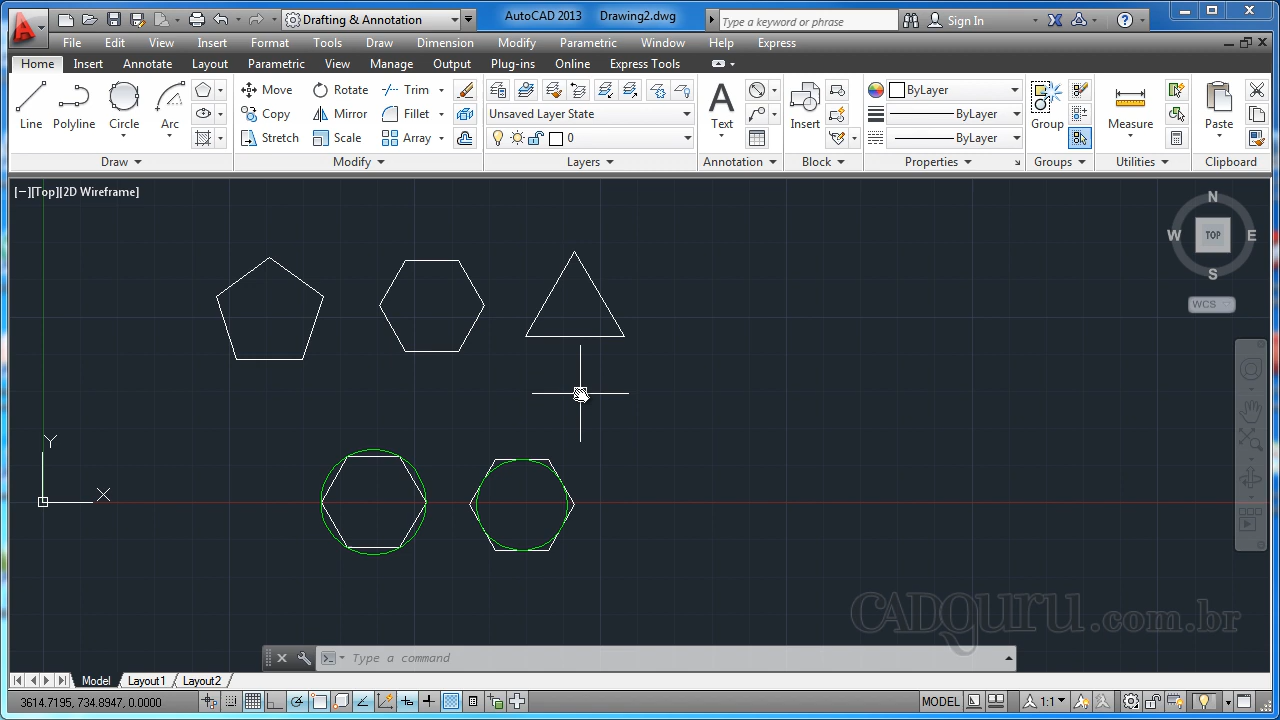 Drafting & Annotation
AutoCAD 2013 Drawing2.dwg
Type a keyword or phrase
Sign In
File Edit View Insert Format Tools Draw Dimension Modify Parametric Window Help Express
Home Insert Annotate Layout Parametric View Manage Output Plug-ins Online Express Tools
Line Polyline Circle Arc
Move Rotate Trim
Copy Mirror Fillet
Stretch Scale Array
Unsaved Layer State
0
Text
Insert
ByLayer
ByLayer
ByLayer
Group
Measure
Paste
Draw Modify Layers Annotation Block Properties Groups Utilities Clipboard
[−][Top][2D Wireframe]
N
W TOP E
S
WCS
Y
X
CADguru.com.br
Type a command
Model Layout1 Layout2
3614.7195, 734.8947, 0.0000
MODEL
1:1